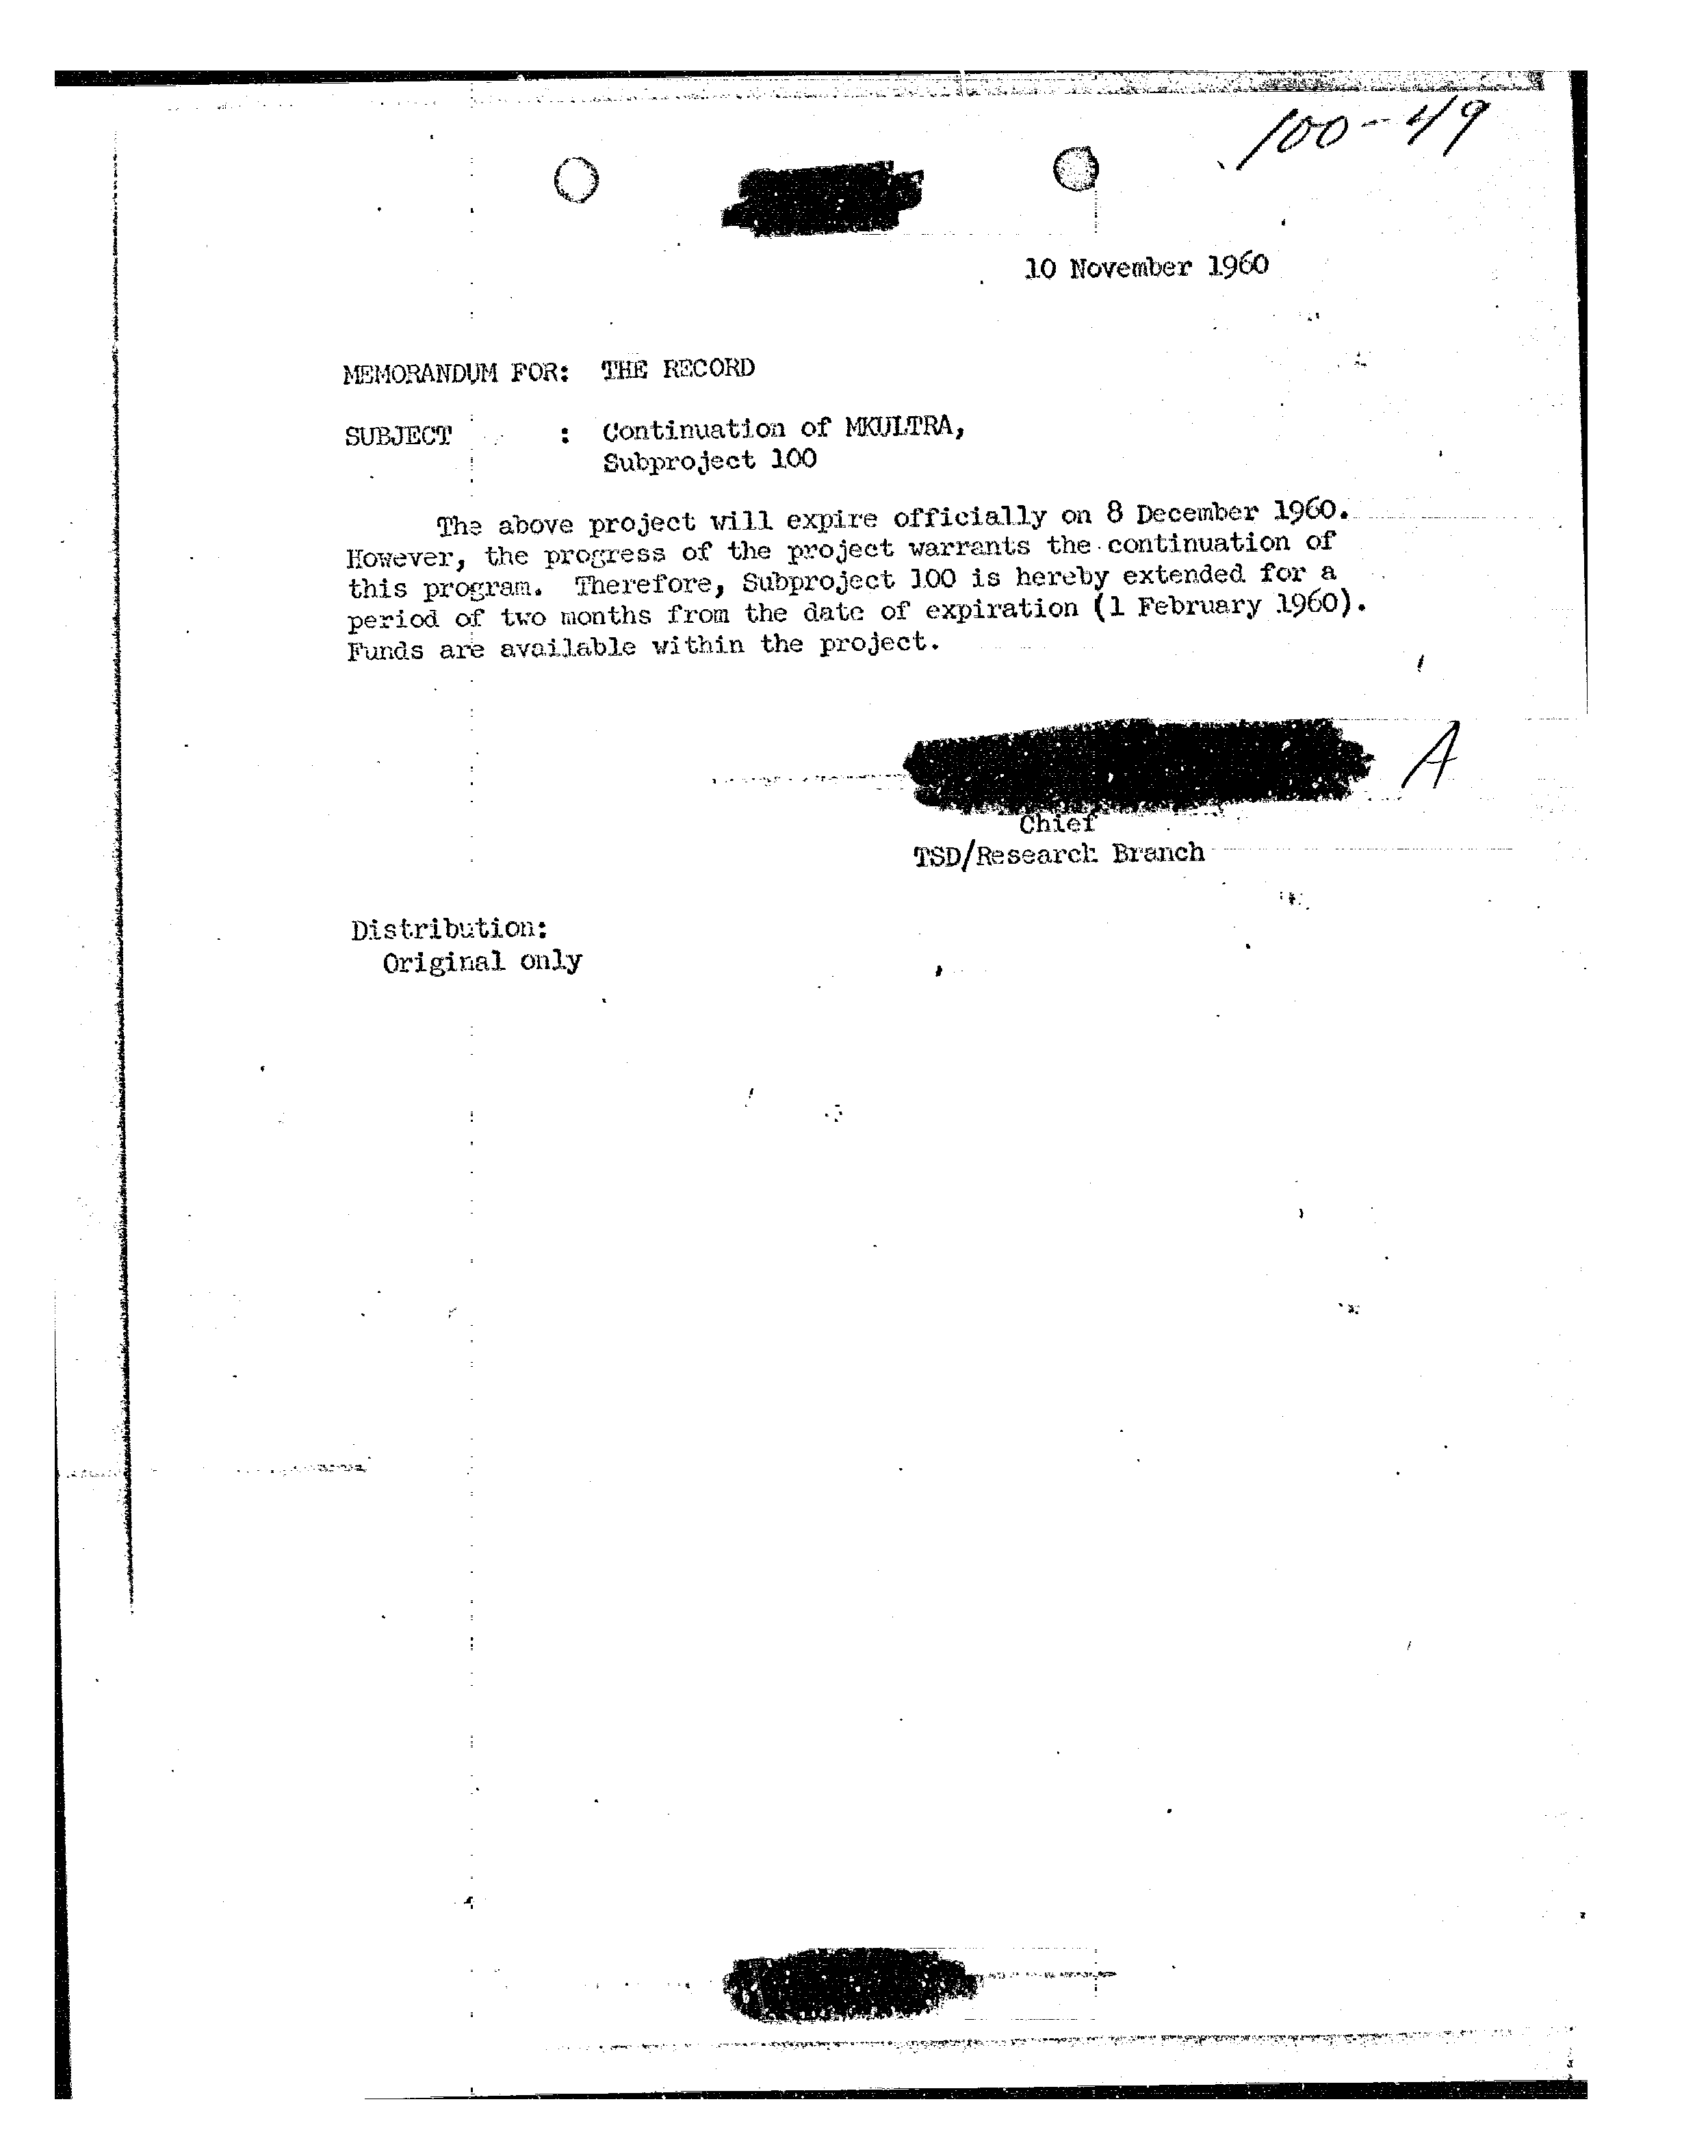 100-49
10 November 1960
MEMORANDUM FOR: THE RECORD
SUBJECT : Continuation of MKULTRA,
Subproject 100
The above project will expire officially on 8 December 1960.
However, the progress of the project warrants the continuation of
this program. Therefore, Subproject 100 is hereby extended for a
period of two months from the date of expiration (1 February 1960).
Funds are available within the project.
A
Chief
TSD/Research Branch
Distribution:
Original only